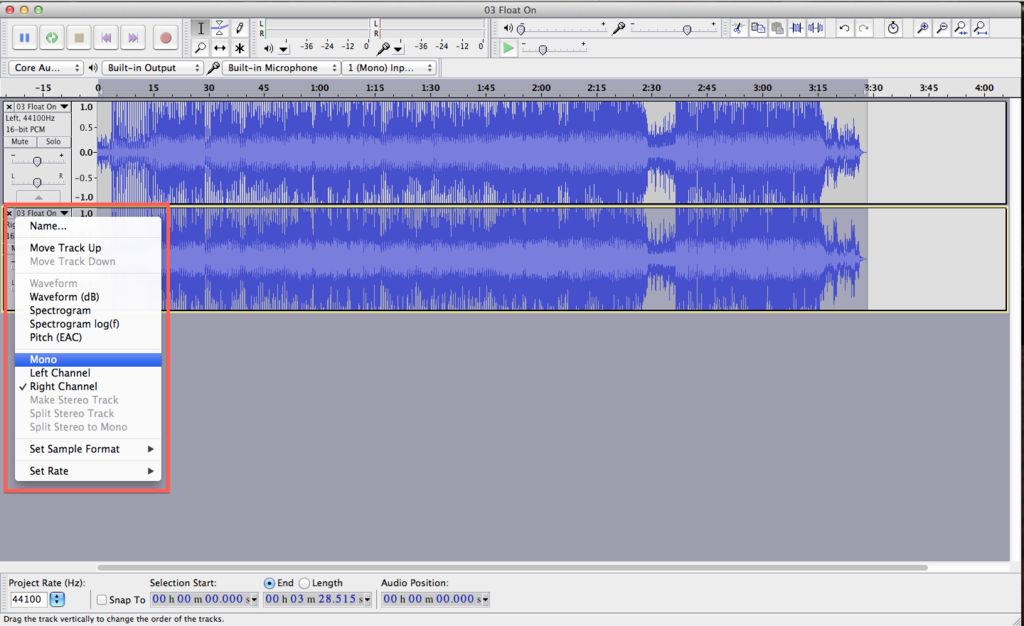 03 Float On
L
R
-36 -24 -12 0
L
R
-36 -24 -12 0
- +
- +
- +
Core Au...
Built-in Output
Built-in Microphone
1 (Mono) Inp...
-15 0 15 30 45 1:00 1:15 1:30 1:45 2:00 2:15 2:30 2:45 3:00 3:15 3:30 3:45 4:00
03 Float On
Left, 44100Hz
16-bit PCM
Mute Solo
- +
L R
1.0
0.5-
0.0-
-0.5-
-1.0
03 Float On
1.0
Name...
Move Track Up
Move Track Down
Waveform
Waveform (dB)
Spectrogram
Spectrogram log(f)
Pitch (EAC)
Mono
Left Channel
✓ Right Channel
Make Stereo Track
Split Stereo Track
Split Stereo to Mono
Set Sample Format
Set Rate
Project Rate (Hz):
44100
Snap To
Selection Start:
00 h 00 m 00.000 s
End Length
00 h 03 m 28.515 s
Audio Position:
00 h 00 m 00.000 s
Drag the track vertically to change the order of the tracks.